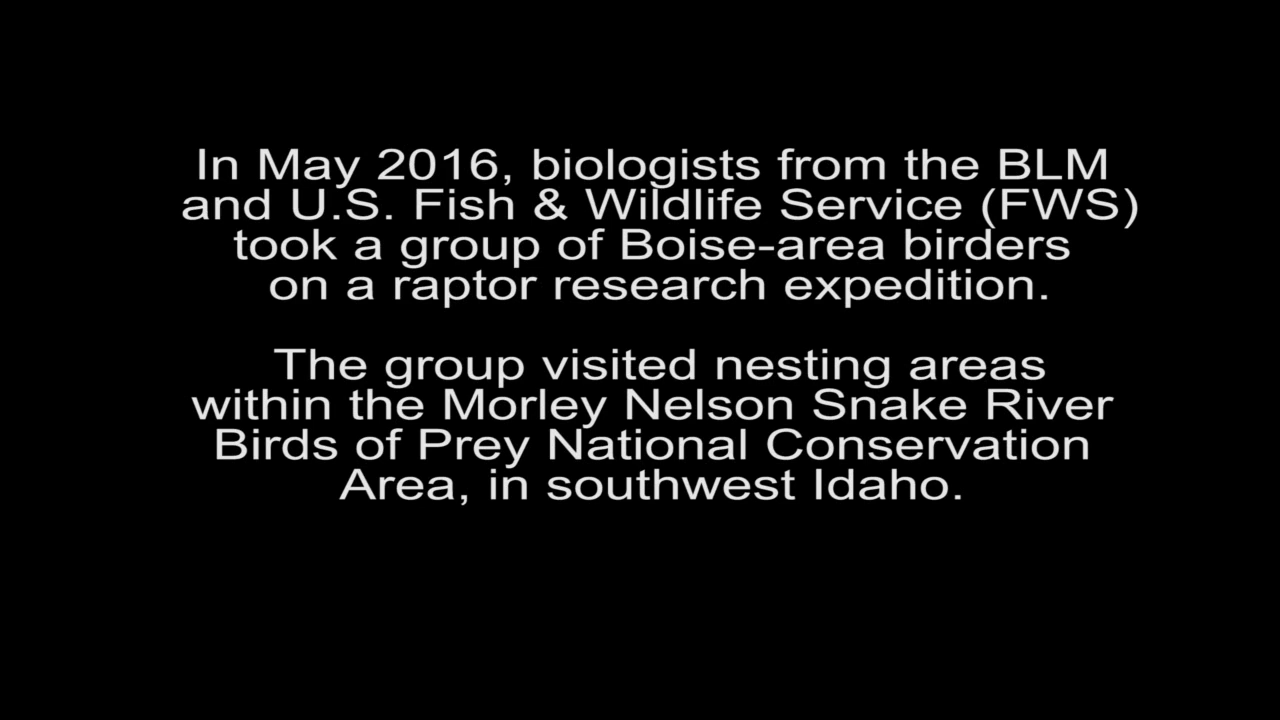 In May 2016, biologists from the BLM
and U.S. Fish & Wildlife Service (FWS)
took a group of Boise-area birders
on a raptor research expedition.
The group visited nesting areas
within the Morley Nelson Snake River
Birds of Prey National Conservation
Area, in southwest Idaho.